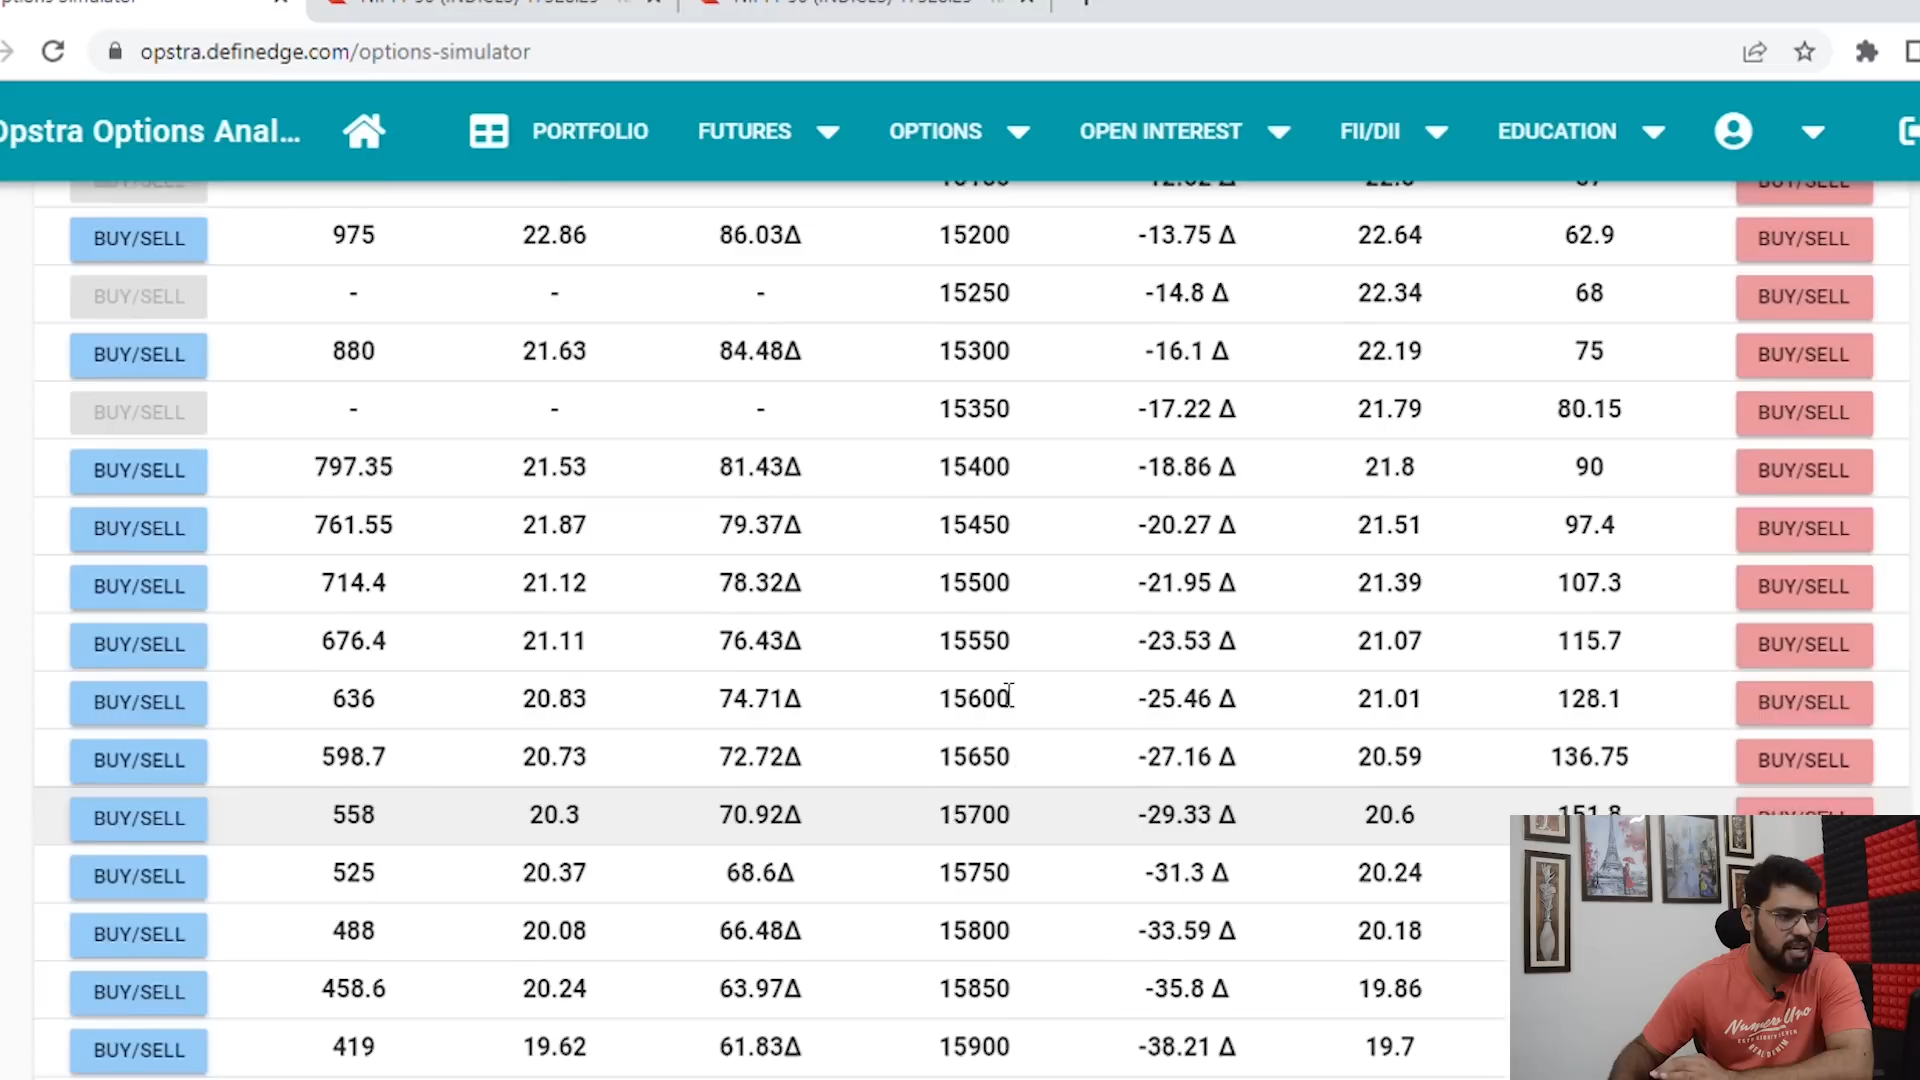 opstra.definedge.com/options-simulator
Opstra Options Anal... PORTFOLIO FUTURES OPTIONS OPEN INTEREST FII/DII EDUCATION
BUY/SELL 975 22.86 86.03Δ 15200 -13.75 Δ 22.64 62.9 BUY/SELL
BUY/SELL - - - 15250 -14.8 Δ 22.34 68 BUY/SELL
BUY/SELL 880 21.63 84.48Δ 15300 -16.1 Δ 22.19 75 BUY/SELL
BUY/SELL - - - 15350 -17.22 Δ 21.79 80.15 BUY/SELL
BUY/SELL 797.35 21.53 81.43Δ 15400 -18.86 Δ 21.8 90 BUY/SELL
BUY/SELL 761.55 21.87 79.37Δ 15450 -20.27 Δ 21.51 97.4 BUY/SELL
BUY/SELL 714.4 21.12 78.32Δ 15500 -21.95 Δ 21.39 107.3 BUY/SELL
BUY/SELL 676.4 21.11 76.43Δ 15550 -23.53 Δ 21.07 115.7 BUY/SELL
BUY/SELL 636 20.83 74.71Δ 15600 -25.46 Δ 21.01 128.1 BUY/SELL
BUY/SELL 598.7 20.73 72.72Δ 15650 -27.16 Δ 20.59 136.75 BUY/SELL
BUY/SELL 558 20.3 70.92Δ 15700 -29.33 Δ 20.6 151.8
BUY/SELL 525 20.37 68.6Δ 15750 -31.3 Δ 20.24
BUY/SELL 488 20.08 66.48Δ 15800 -33.59 Δ 20.18
BUY/SELL 458.6 20.24 63.97Δ 15850 -35.8 Δ 19.86
BUY/SELL 419 19.62 61.83Δ 15900 -38.21 Δ 19.7
Numero Uno
REAL DENIM